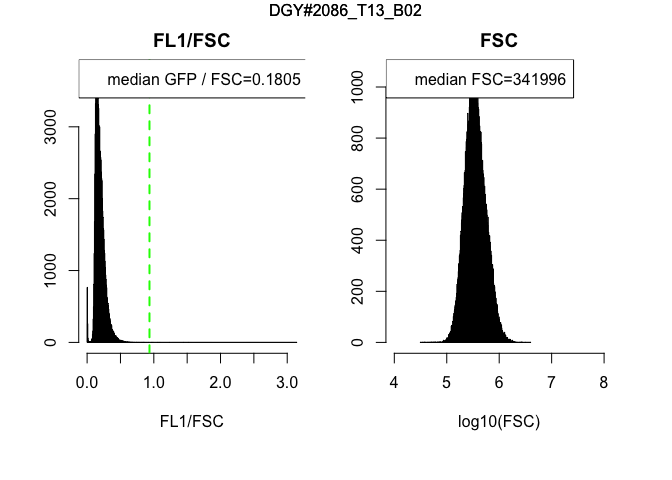 DGY#2086_T13_B02
FL1/FSC
median GFP / FSC=0.1805
3000
2000
1000
0
0.0 1.0 2.0 3.0
FL1/FSC
FSC
median FSC=341996
1000
800
600
400
200
0
4 5 6 7 8
log10(FSC)